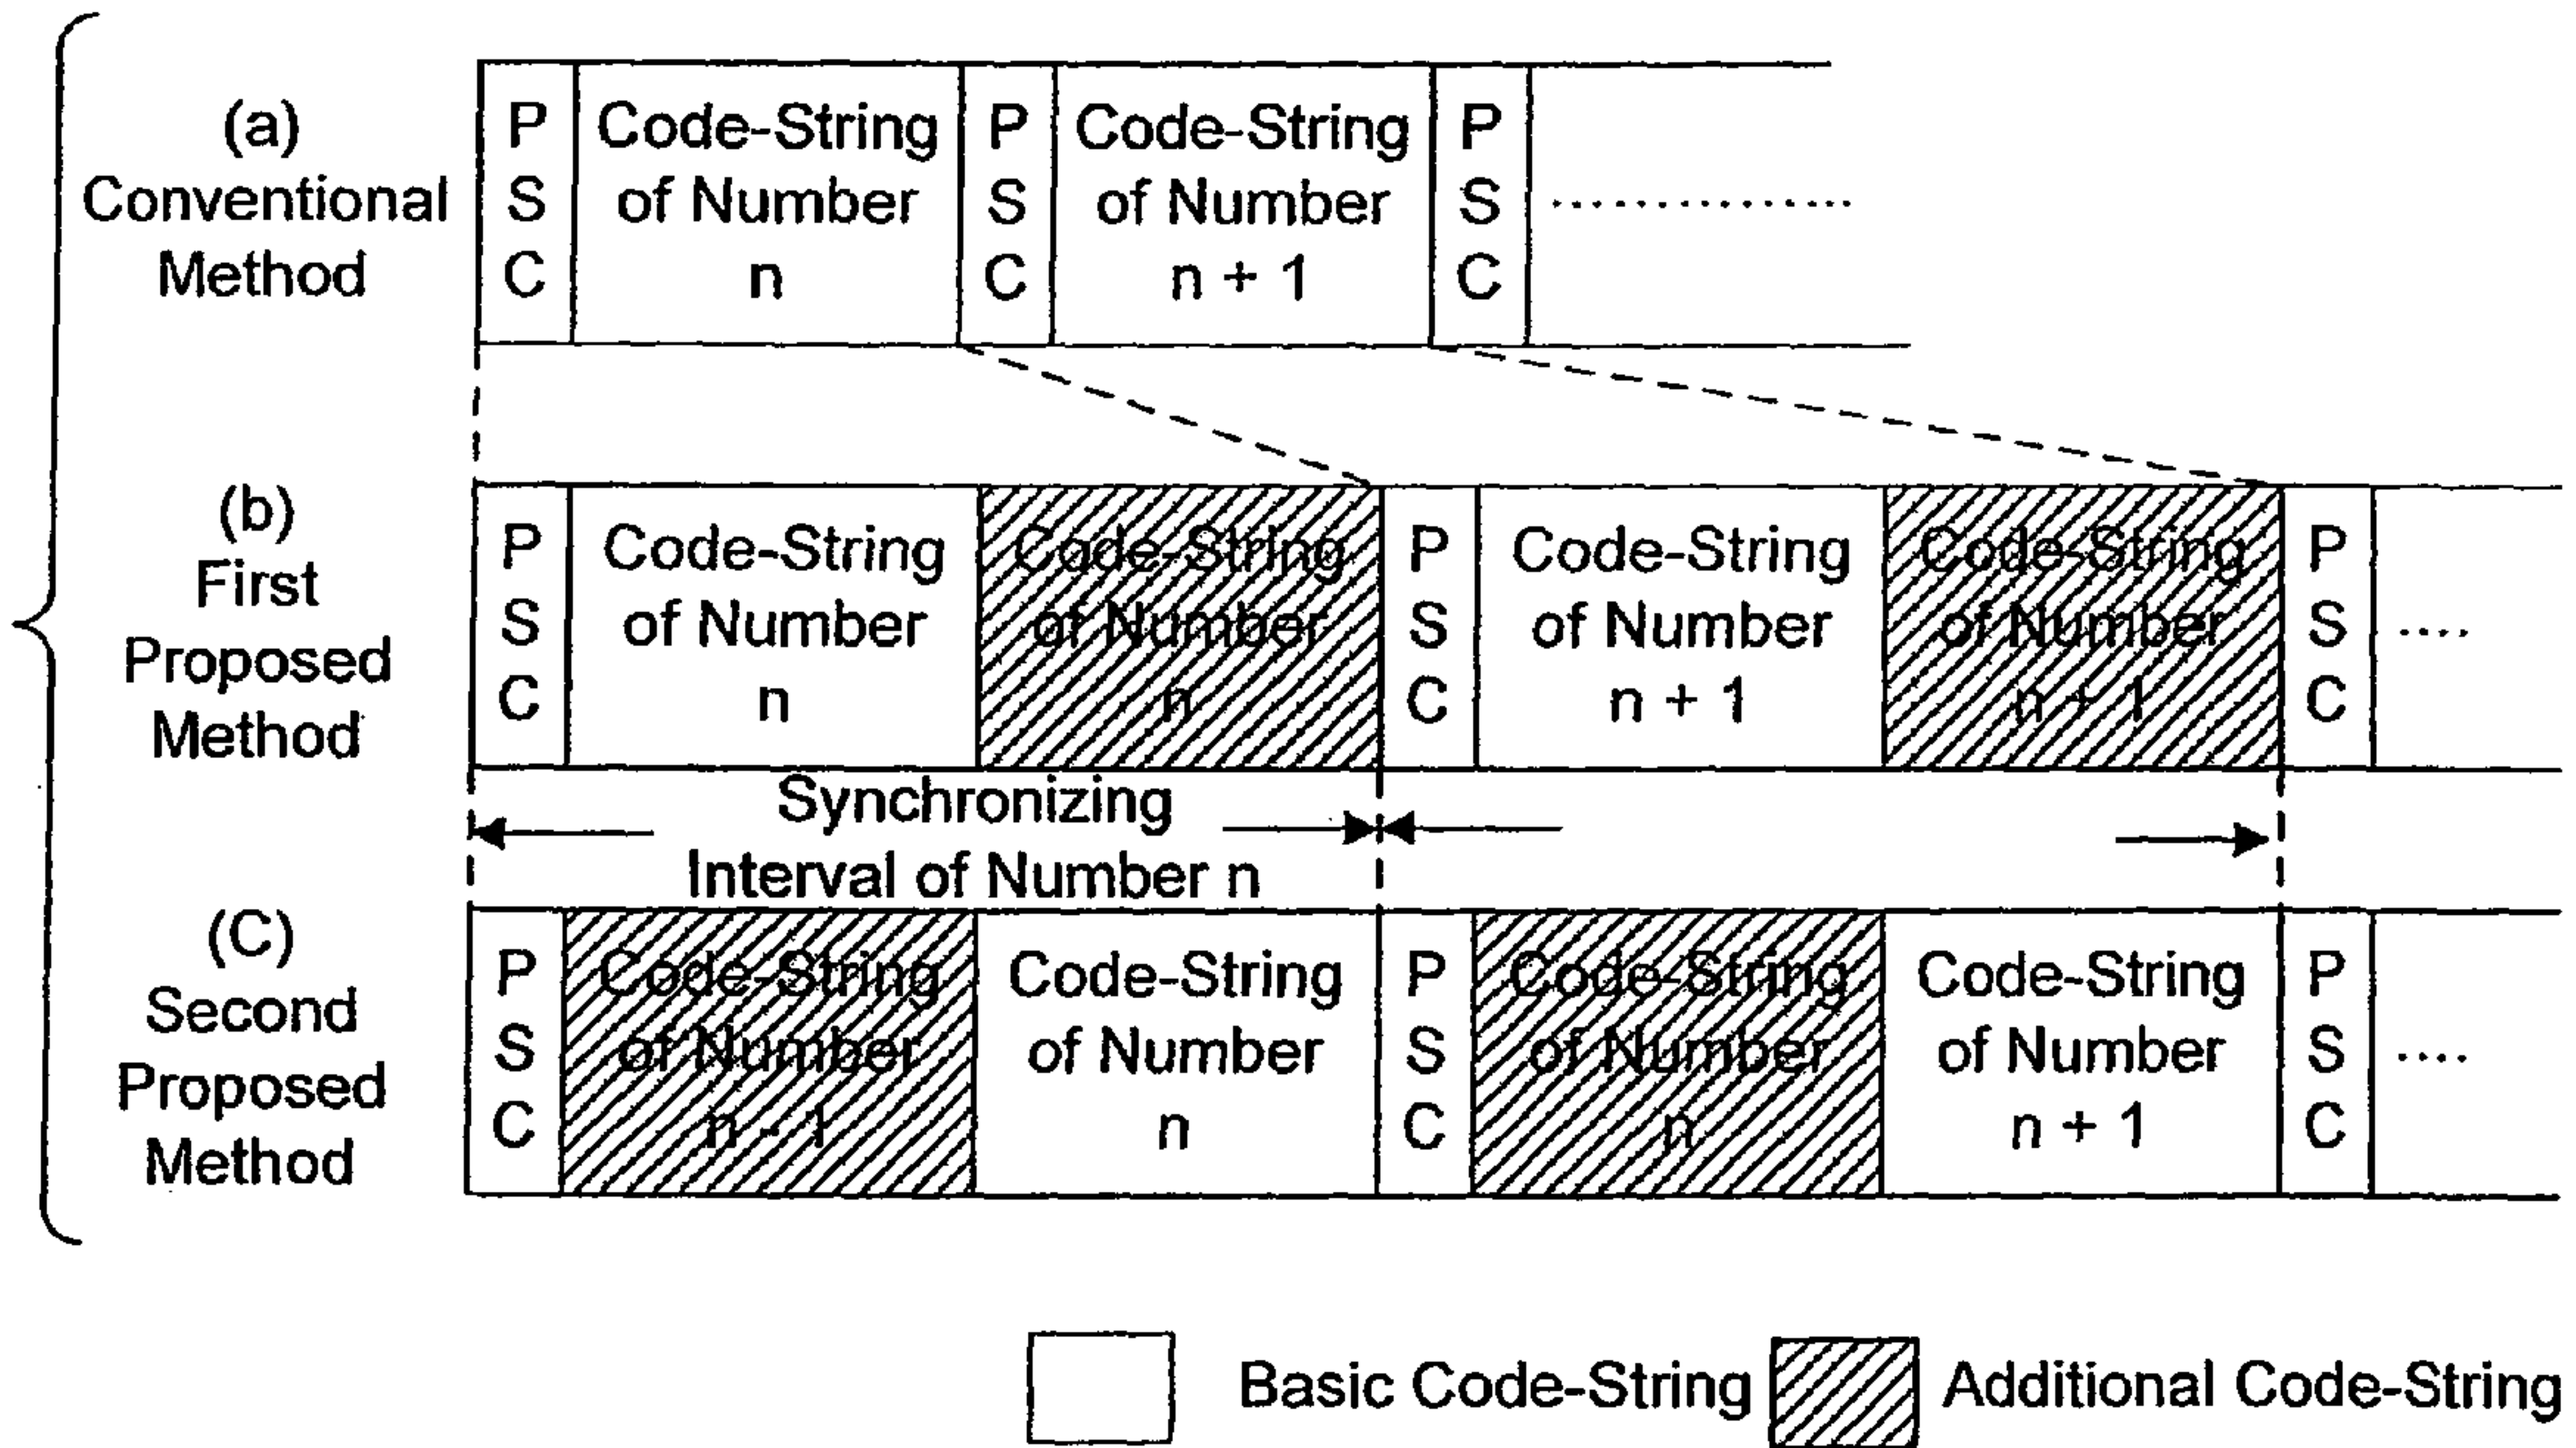 (a)
Conventional
Method
P
S
C
Code-String
of Number
n
P
S
C
Code-String
of Number
n + 1
P
S
C
...............
(b)
First
Proposed
Method
P
S
C
Code-String
of Number
n
Code-String
of Number
n
P
S
C
Code-String
of Number
n + 1
Code-String
of Number
n + 1
P
S
C
....
Synchronizing
Interval of Number n
(C)
Second
Proposed
Method
P
S
C
Code-String
of Number
n - 1
Code-String
of Number
n
P
S
C
Code-String
of Number
n
Code-String
of Number
n + 1
P
S
C
....
Basic Code-String
Additional Code-String